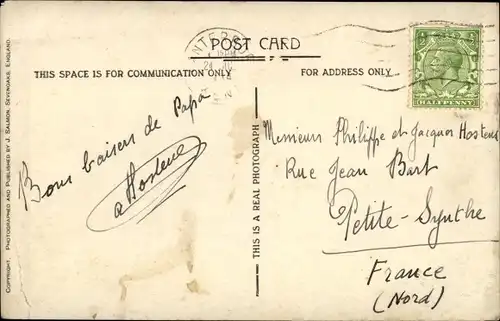 POST CARD
THIS SPACE IS FOR COMMUNICATION ONLY
FOR ADDRESS ONLY
HALFPENNY
Bons baisers de Papa
THIS IS A REAL PHOTOGRAPH
COPYRIGHT. PHOTOGRAPHED AND PUBLISHED BY J. SALMON, SEVENOAKS, ENGLAND.
Messieurs Philippe et Jacques
Rue Jean Bart
Petite-Synthe
France
(Nord)